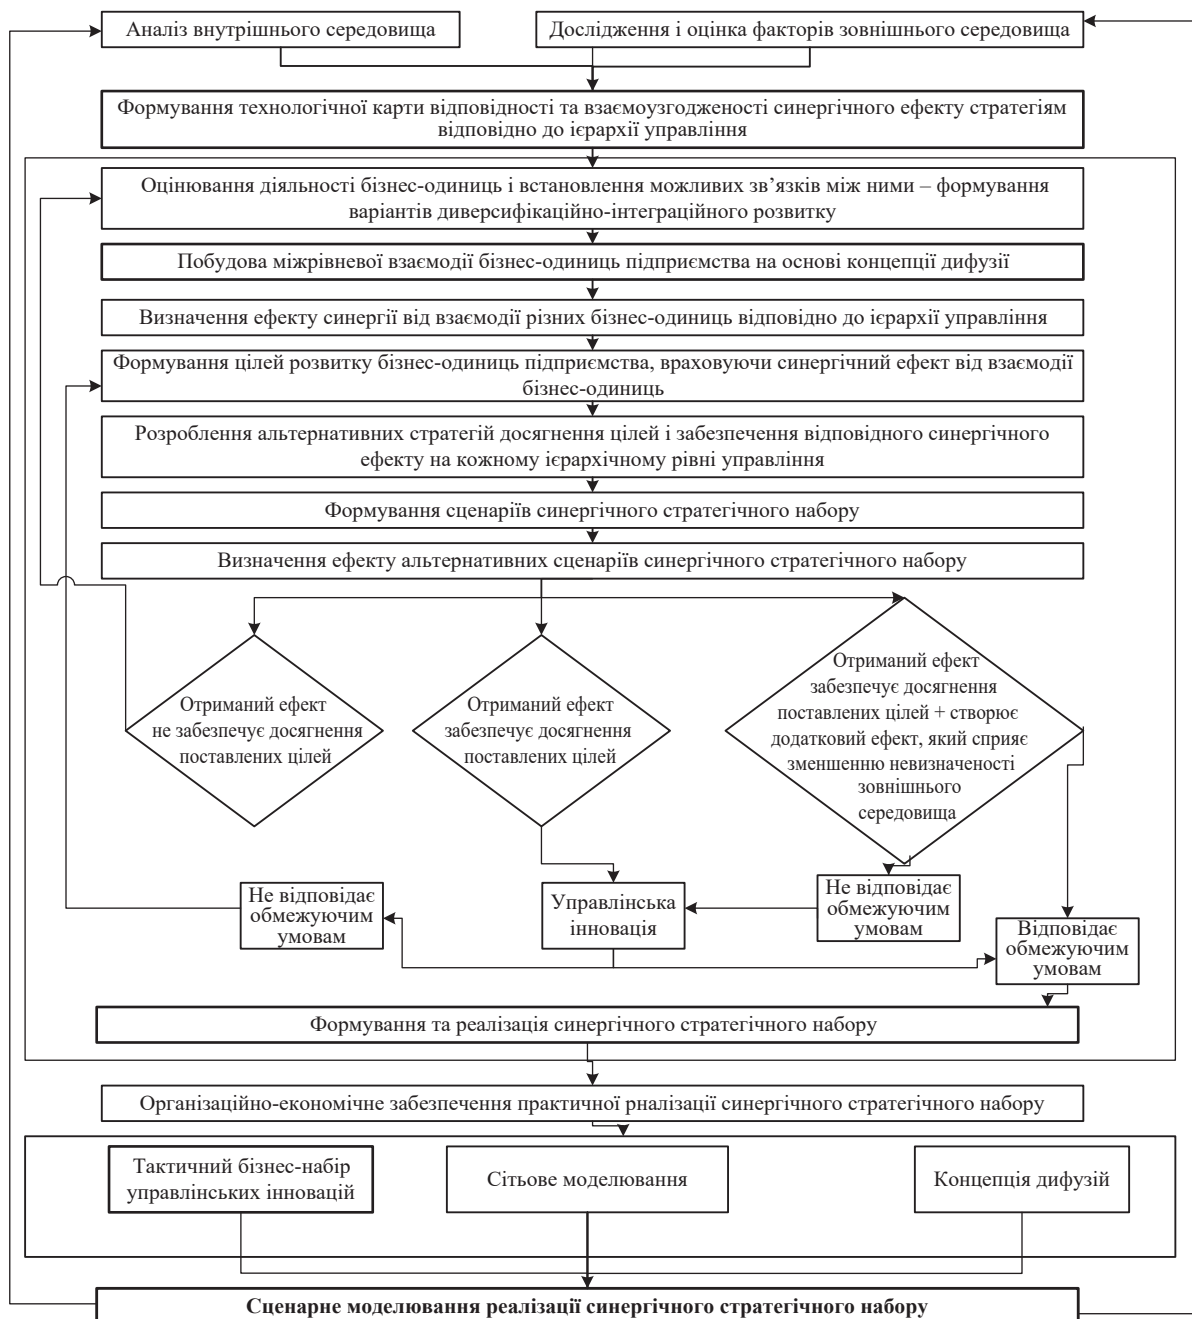 Аналіз внутрішнього середовища
Дослідження і оцінка факторів зовнішнього середовища
Формування технологічної карти відповідності та взаємоузгодженості синергічного ефекту стратегіям
відповідно до ієрархії управління
Оцінювання діяльності бізнес-одиниць і встановлення можливих зв’язків між ними – формування
варіантів диверсифікаційно-інтеграційного розвитку
Побудова міжрівневої взаємодії бізнес-одиниць підприємства на основі концепції дифузії
Визначення ефекту синергії від взаємодії різних бізнес-одиниць відповідно до ієрархії управління
Формування цілей розвитку бізнес-одиниць підприємства, враховуючи синергічний ефект від взаємодії
бізнес-одиниць
Розроблення альтернативних стратегій досягнення цілей і забезпечення відповідного синергічного
ефекту на кожному ієрархічному рівні управління
Формування сценаріїв синергічного стратегічного набору
Визначення ефекту альтернативних сценаріїв синергічного стратегічного набору
Отриманий ефект
не забезпечує досягнення
поставлених цілей
Отриманий ефект
забезпечує досягнення
поставлених цілей
Отриманий ефект
забезпечує досягнення
поставлених цілей + створює
додатковий ефект, який сприяє
зменшенню невизначеності
зовнішнього
середовища
Не відповідає
обмежуючим
умовам
Управлінська
інновація
Не відповідає
обмежуючим
умовам
Відповідає
обмежуючим
умовам
Формування та реалізація синергічного стратегічного набору
Організаційно-економічне забезпечення практичної рналізації синергічного стратегічного набору
Тактичний бізнес-набір
управлінських інновацій
Сітьове моделювання
Концепція дифузій
Сценарне моделювання реалізації синергічного стратегічного набору